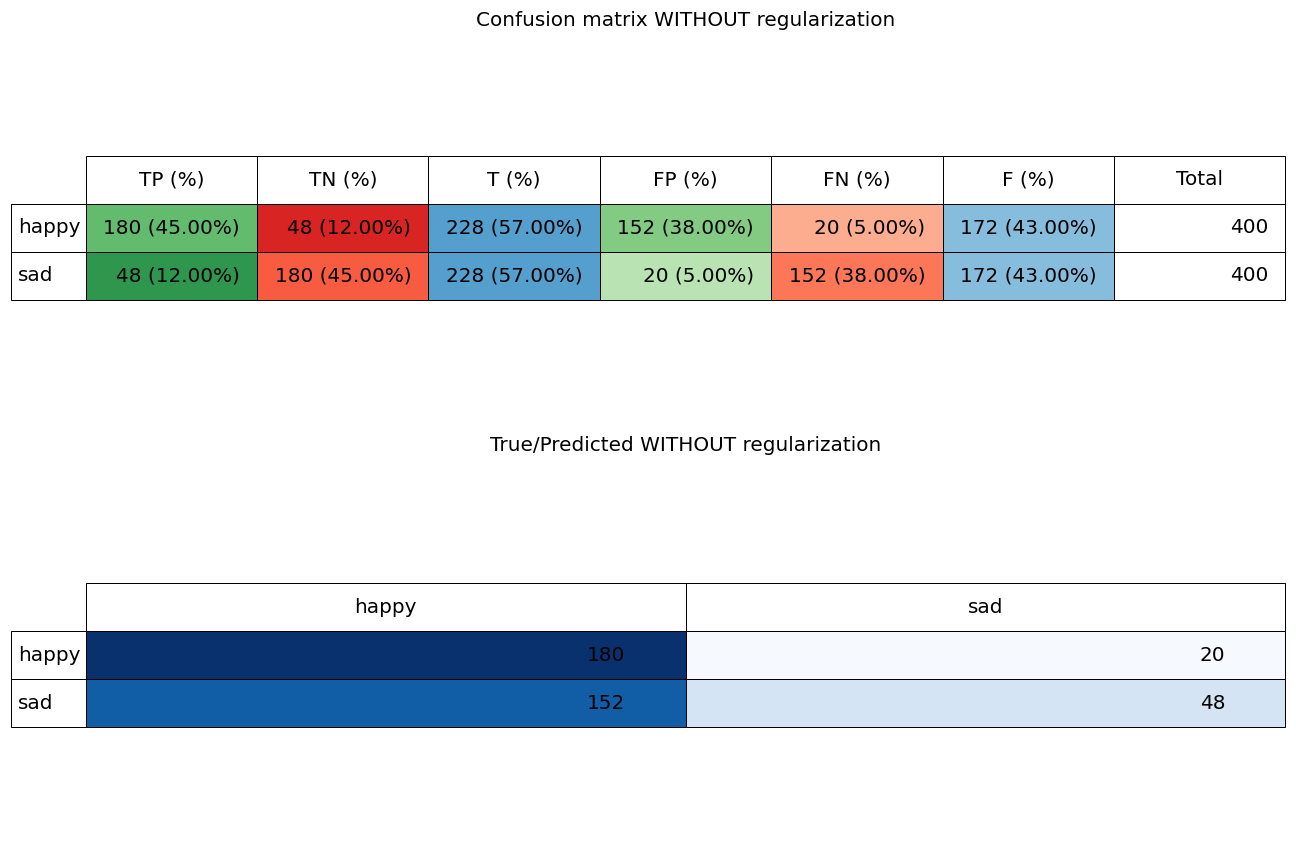 Confusion matrix WITHOUT regularization
TP (%) TN (%) T (%) FP (%) FN (%) F (%) Total
happy 180 (45.00%) 48 (12.00%) 228 (57.00%) 152 (38.00%) 20 (5.00%) 172 (43.00%) 400
sad 48 (12.00%) 180 (45.00%) 228 (57.00%) 20 (5.00%) 152 (38.00%) 172 (43.00%) 400
True/Predicted WITHOUT regularization
happy sad
happy 180 20
sad 152 48